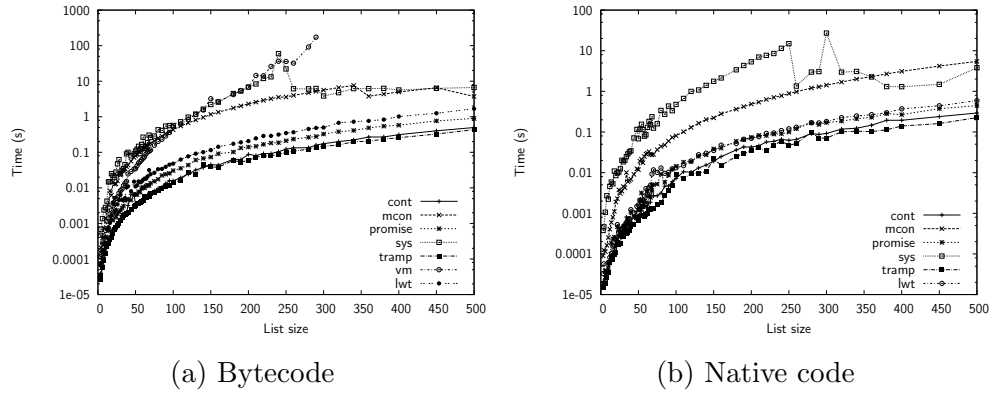 1000
100
10
1
0.1
0.01
0.001
0.0001
1e-05
Time (s)
0 50 100 150 200 250 300 350 400 450 500
List size
cont
mcon
promise
sys
tramp
vm
lwt
(a) Bytecode
100
10
1
0.1
0.01
0.001
0.0001
1e-05
Time (s)
0 50 100 150 200 250 300 350 400 450 500
List size
cont
mcon
promise
sys
tramp
lwt
(b) Native code